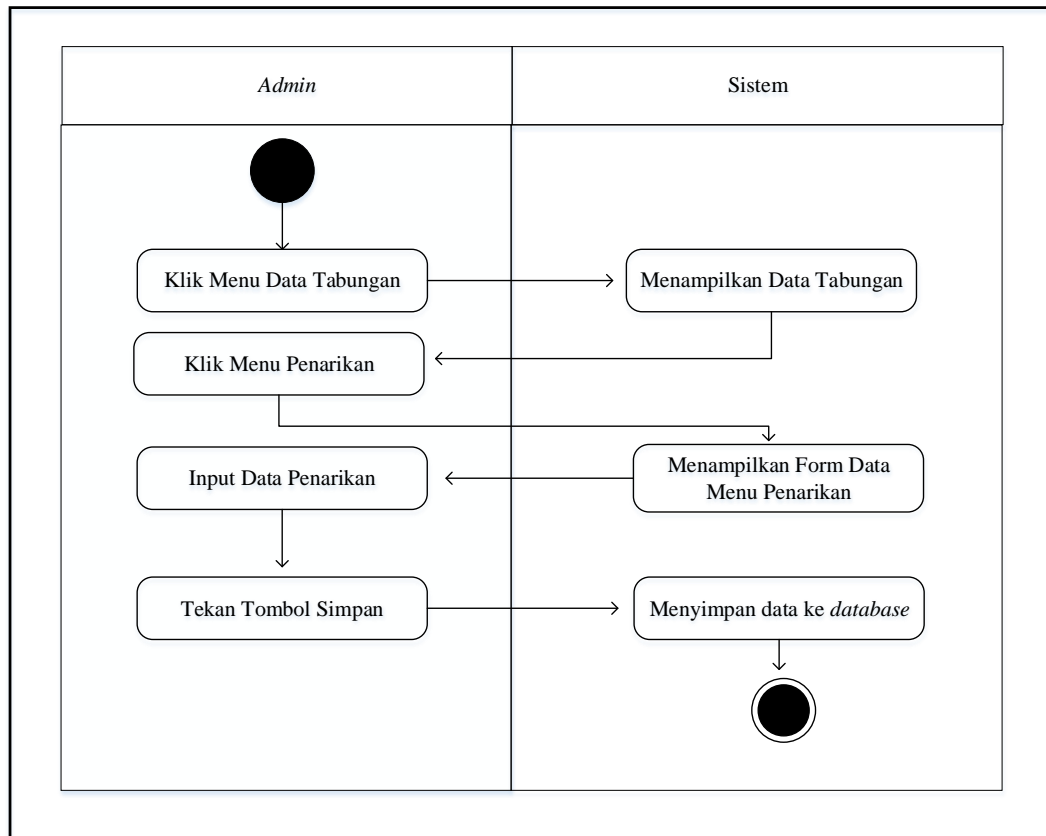 Admin
Sistem
Klik Menu Data Tabungan
Menampilkan Data Tabungan
Klik Menu Penarikan
Input Data Penarikan
Menampilkan Form Data
Menu Penarikan
Tekan Tombol Simpan
Menyimpan data ke database